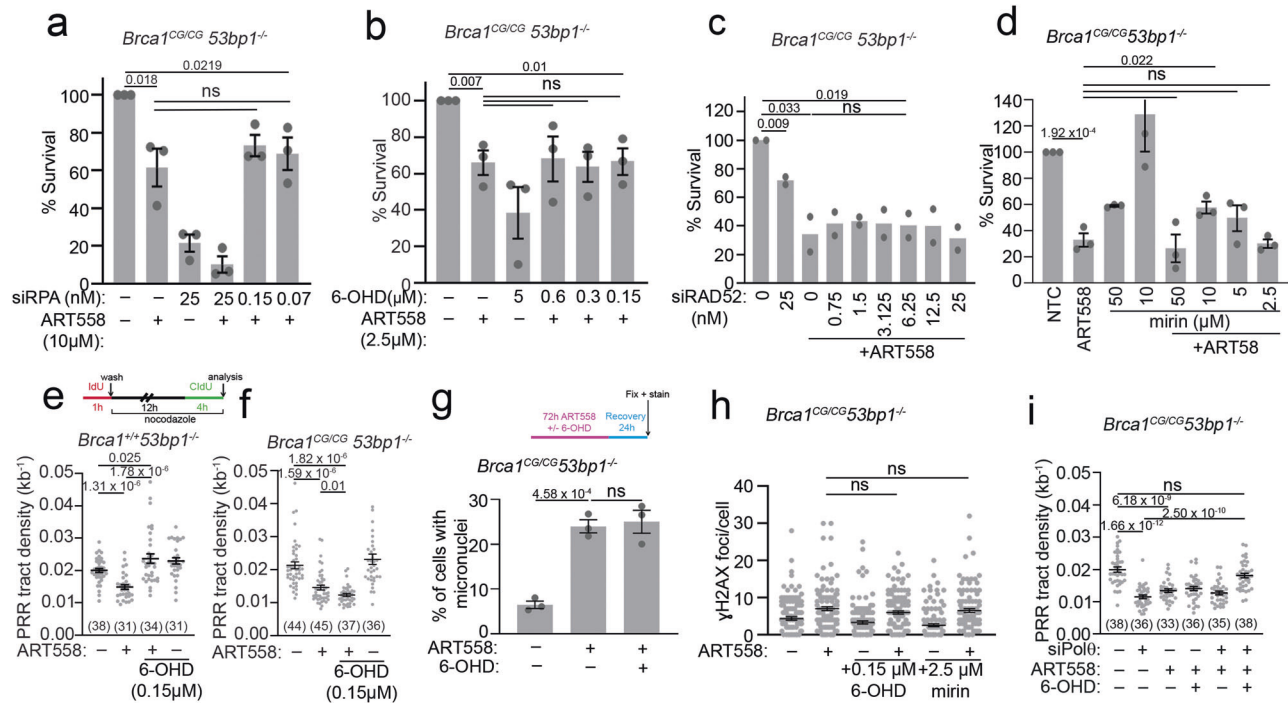 a
Brca1CG/CG 53bp1-/-
0.0219
0.018
ns
% Survival
100
80
60
40
20
0
siRPA (nM): – – 25 25 0.15 0.07
ART558 – + – + + +
(10µM):
b
Brca1CG/CG 53bp1-/-
0.01
0.007
ns
% Survival
100
80
60
40
20
0
6-OHD(µM): – – 5 0.6 0.3 0.15
ART558 – + – + + +
(2.5µM):
c
Brca1CG/CG 53bp1-/-
0.019
0.033
ns
0.009
% Survival
100
80
60
40
20
0
siRAD52: 0 25 0 0.75 1.5 3.125 6.25 12.5 25
(nM)
+ART558
d
Brca1CG/CG53bp1-/-
0.022
ns
1.92 x10-4
% Survival
140
120
100
80
60
40
20
0
NTC ART558 50 10 50 10 5 2.5
mirin (µM)
+ART58
e
wash
analysis
IdU
CldU
1h
12h
4h
nocodazole
Brca1+/+53bp1-/-
0.025
1.78 x 10-6
1.31 x 10-6
PRR tract density (kb-1)
0.05
0.04
0.03
0.02
0.01
0.00
(38) (31) (34) (31)
ART558: – + + –
6-OHD
(0.15µM)
f
Brca1CG/CG 53bp1-/-
1.82 x 10-6
1.59 x 10-6
0.01
PRR tract density (kb-1)
0.05
0.04
0.03
0.02
0.01
0.00
(44) (45) (37) (36)
ART558: – + + –
6-OHD
(0.15µM)
g
Fix + stain
72h ART558
+/- 6-OHD
Recovery
24h
Brca1CG/CG53bp1-/-
4.58 x 10-4
ns
% of cells with
micronuclei
30
20
10
0
ART558: – + +
6-OHD: – – +
h
Brca1CG/CG53bp1-/-
ns
ns
ɣH2AX foci/cell
40
30
20
10
0
ART558: – + – + – +
+0.15 µM +2.5 µM
6-OHD mirin
i
Brca1CG/CG 53bp1-/-
ns
6.18 x 10-9
2.50 x 10-10
1.66 x 10-12
PRR tract density (kb-1)
0.05
0.04
0.03
0.02
0.01
0.00
(38) (36) (33) (36) (35) (38)
siPolθ: – + – – + +
ART558: – – + + + +
6-OHD: – – – + – +